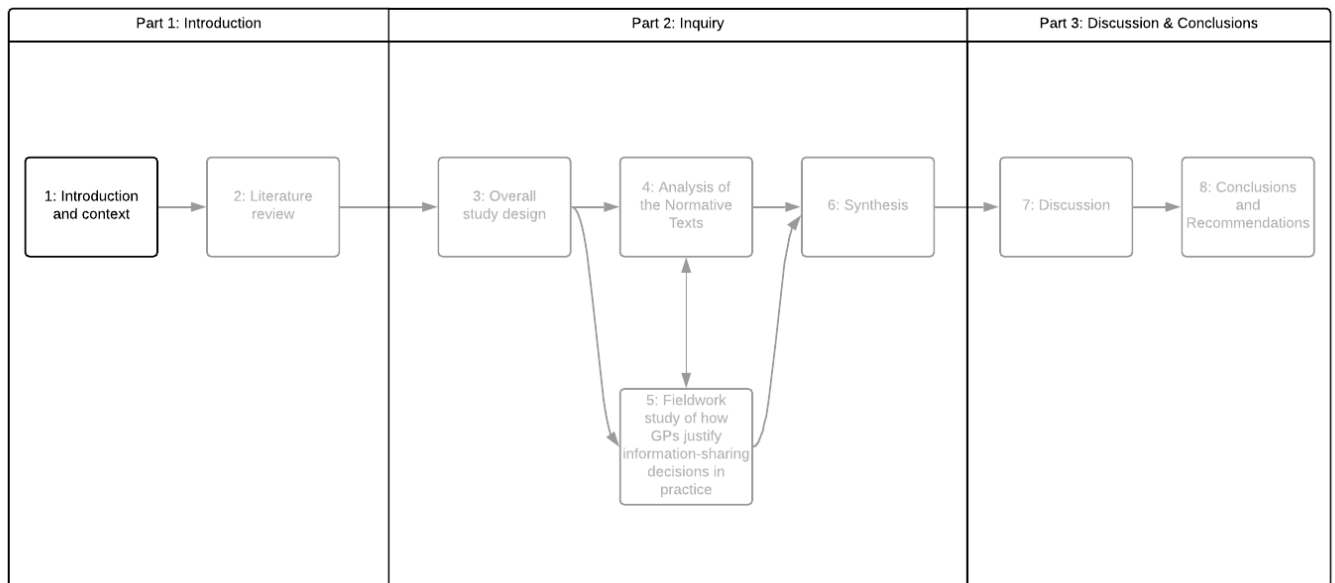 Part 1: Introduction
Part 2: Inquiry
Part 3: Discussion & Conclusions
1: Introduction
and context
2: Literature
review
3: Overall
study design
4: Analysis of
the Normative
Texts
5: Fieldwork
study of how
GPs justify
information-sharing
decisions in
practice
6: Synthesis
7: Discussion
8: Conclusions
and
Recommendations